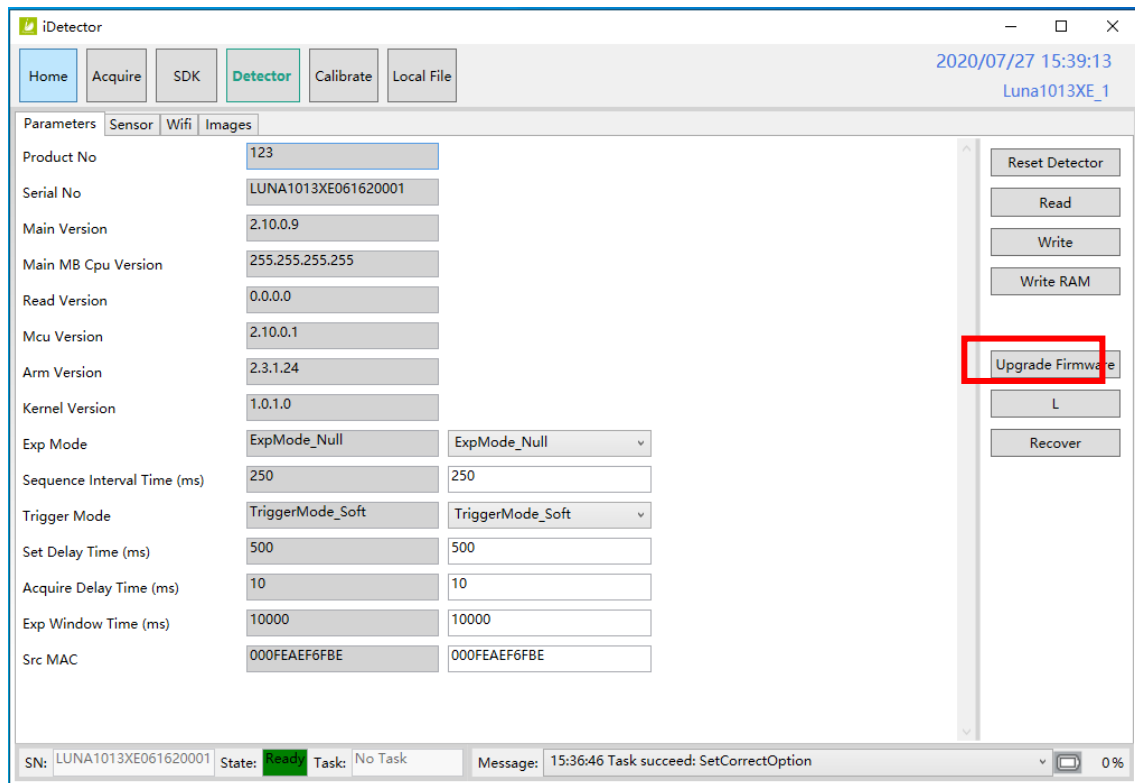 iDetector
Home Acquire SDK Detector Calibrate Local File
2020/07/27 15:39:13
Luna1013XE_1
Parameters Sensor Wifi Images
Product No 123
Serial No LUNA1013XE061620001
Main Version 2.10.0.9
Main MB Cpu Version 255.255.255.255
Read Version 0.0.0.0
Mcu Version 2.10.0.1
Arm Version 2.3.1.24
Kernel Version 1.0.1.0
Exp Mode ExpMode_Null ExpMode_Null
Sequence Interval Time (ms) 250 250
Trigger Mode TriggerMode_Soft TriggerMode_Soft
Set Delay Time (ms) 500 500
Acquire Delay Time (ms) 10 10
Exp Window Time (ms) 10000 10000
Src MAC 000FEAEF6FBE 000FEAEF6FBE
Reset Detector
Read
Write
Write RAM
Upgrade Firmware
L
Recover
SN: LUNA1013XE061620001 State: Ready Task: No Task Message: 15:36:46 Task succeed: SetCorrectOption 0%